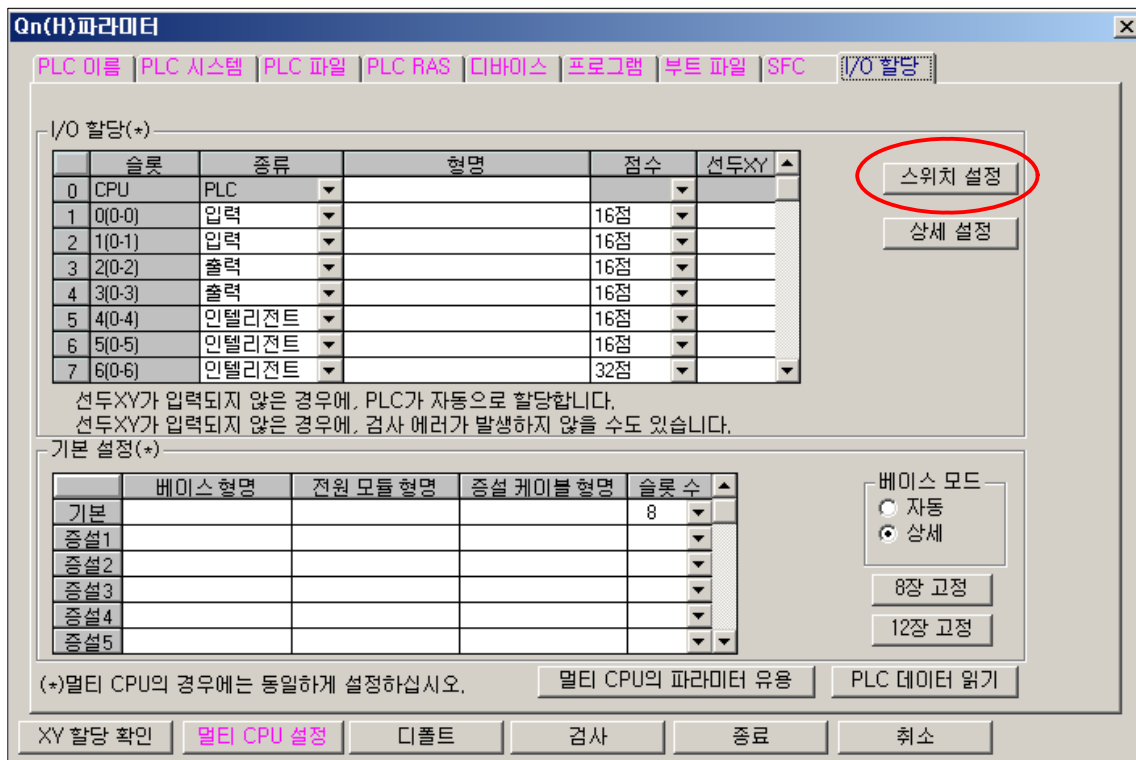 Qn(H)파라미터
PLC 이름 PLC 시스템 PLC 파일 PLC RAS 디바이스 프로그램 부트 파일 SFC I/O 할당
I/O 할당(*)
슬롯 종류 형명 점수 선두XY
0 CPU PLC
1 0(0-0) 입력 16점
2 1(0-1) 입력 16점
3 2(0-2) 출력 16점
4 3(0-3) 출력 16점
5 4(0-4) 인텔리전트 16점
6 5(0-5) 인텔리전트 16점
7 6(0-6) 인텔리전트 32점
스위치 설정
상세 설정
선두XY가 입력되지 않은 경우에, PLC가 자동으로 할당합니다.
선두XY가 입력되지 않은 경우에, 검사 에러가 발생하지 않을 수도 있습니다.
기본 설정(*)
베이스 형명 전원 모듈 형명 증설 케이블 형명 슬롯 수
기본 8
증설1
증설2
증설3
증설4
증설5
베이스 모드
자동
상세
8장 고정
12장 고정
(*)멀티 CPU의 경우에는 동일하게 설정하십시오.
멀티 CPU의 파라미터 유용
PLC 데이터 읽기
XY 할당 확인 멀티 CPU 설정 디폴트 검사 종료 취소